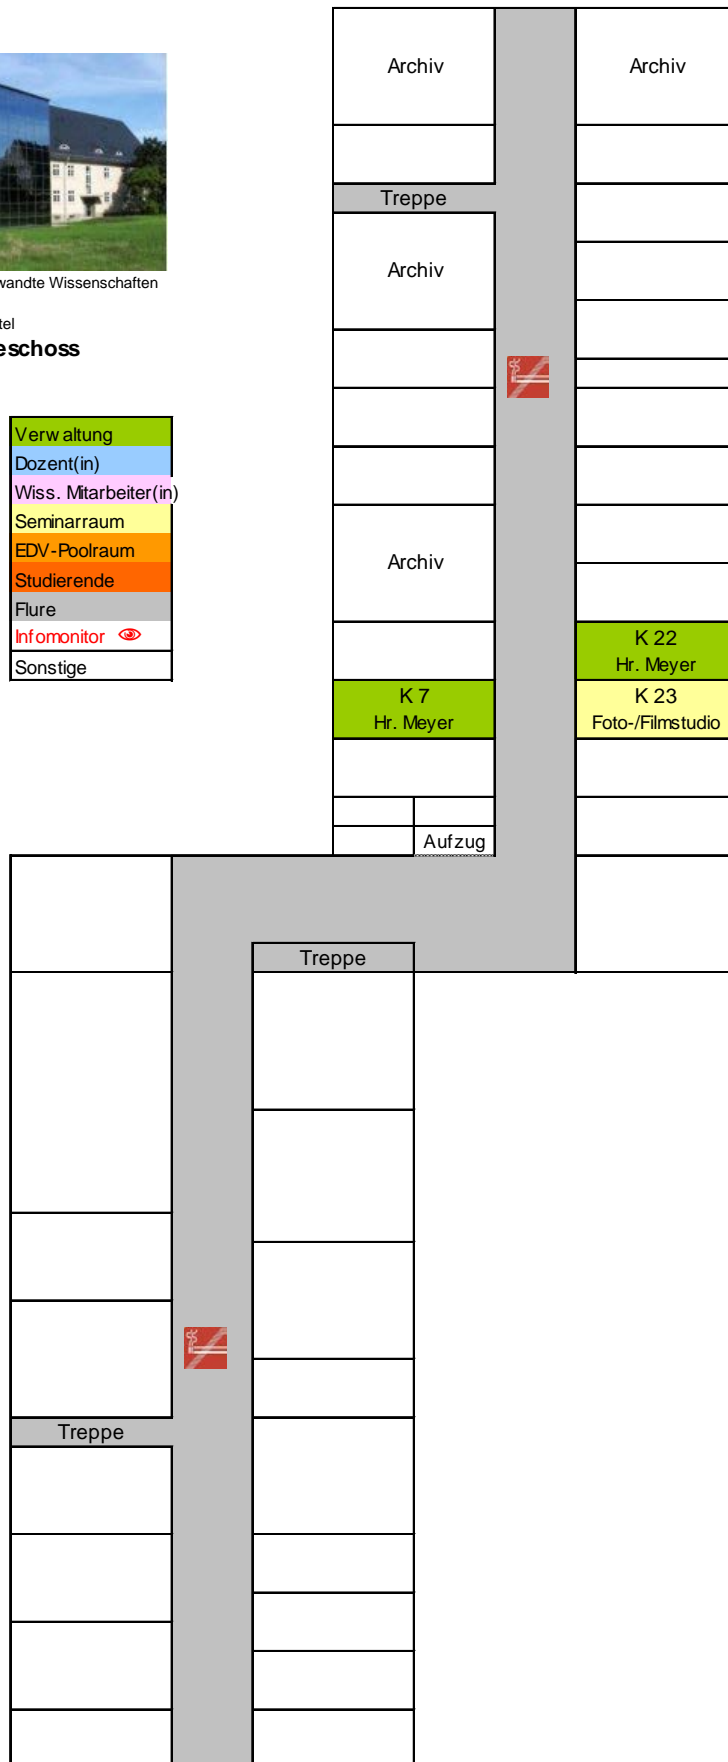 Archiv
Archiv
Treppe
Archiv
wandte Wissenschaften
tel
eschoss
Verwaltung
Dozent(in)
Wiss. Mitarbeiter(in)
Seminarraum
EDV-Poolraum
Studierende
Flure
Infomonitor
Sonstige
Archiv
K 22
Hr. Meyer
K 7
Hr. Meyer
K 23
Foto-/Filmstudio
Aufzug
Treppe
Treppe